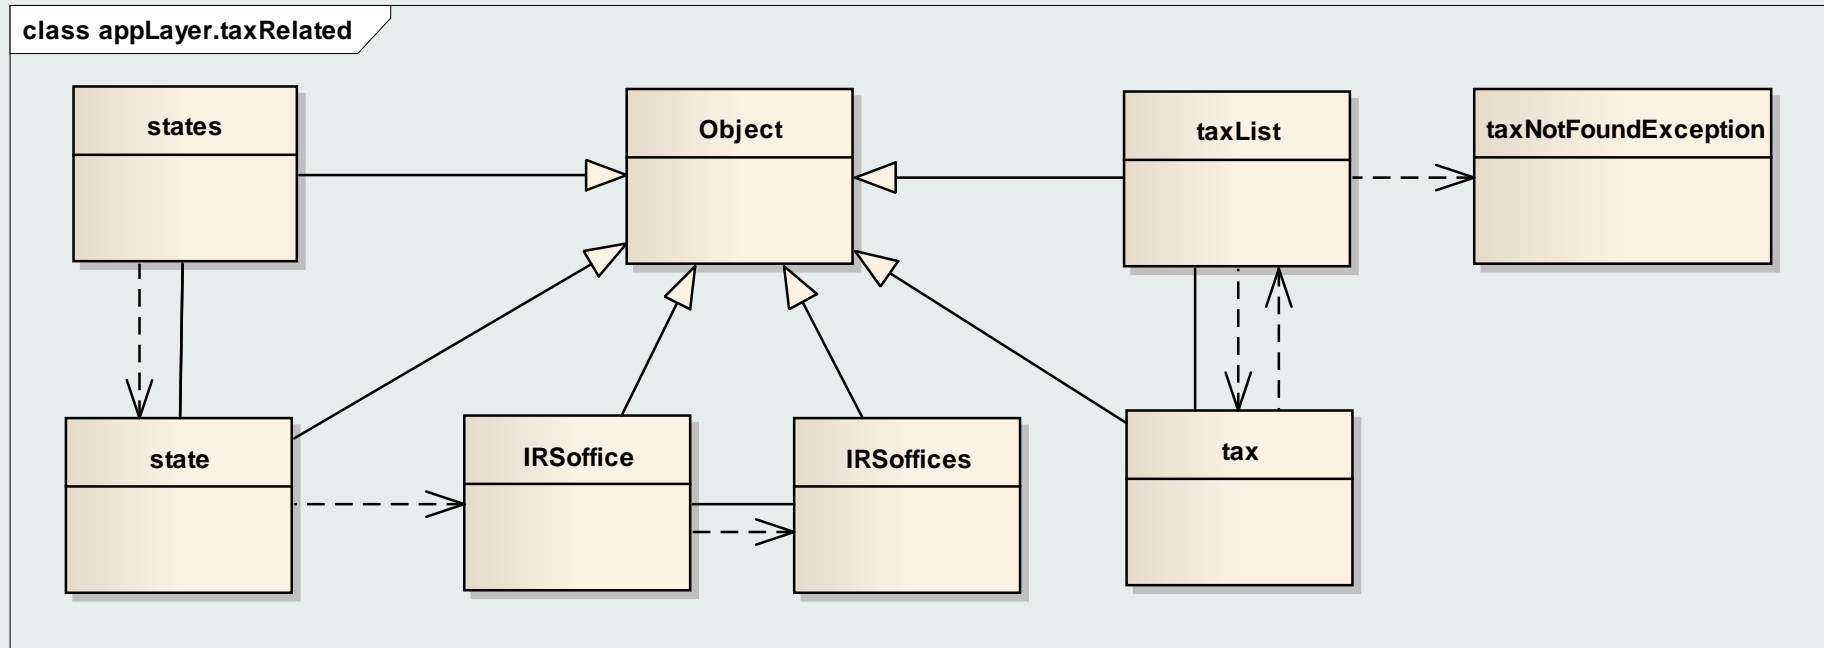 class appLayer.taxRelated
states
Object
taxList
taxNotFoundException
state
IRSoffice
IRSoffices
tax